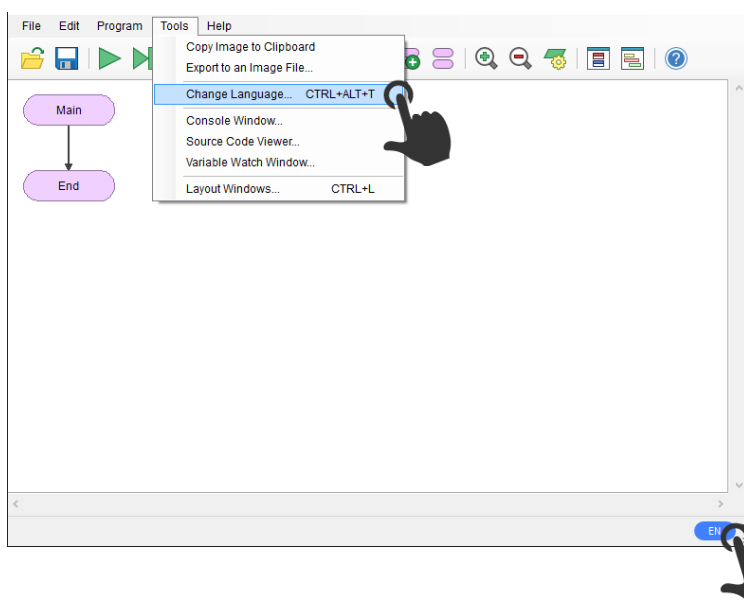 File Edit Program Tools Help
Copy Image to Clipboard
Export to an Image File...
Change Language... CTRL+ALT+T
Console Window...
Source Code Viewer...
Variable Watch Window...
Layout Windows... CTRL+L
Main
End
EN